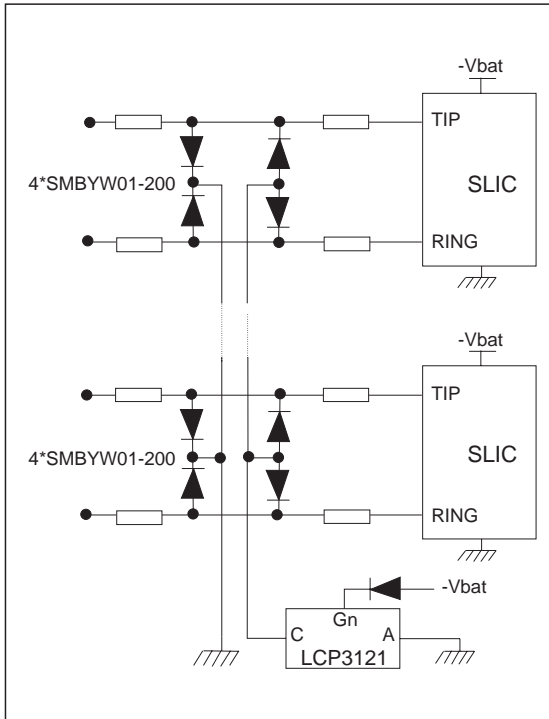 -Vbat
TIP
4*SMBYW01-200
SLIC
RING
-Vbat
TIP
4*SMBYW01-200
SLIC
RING
-Vbat
Gn
C A
LCP3121